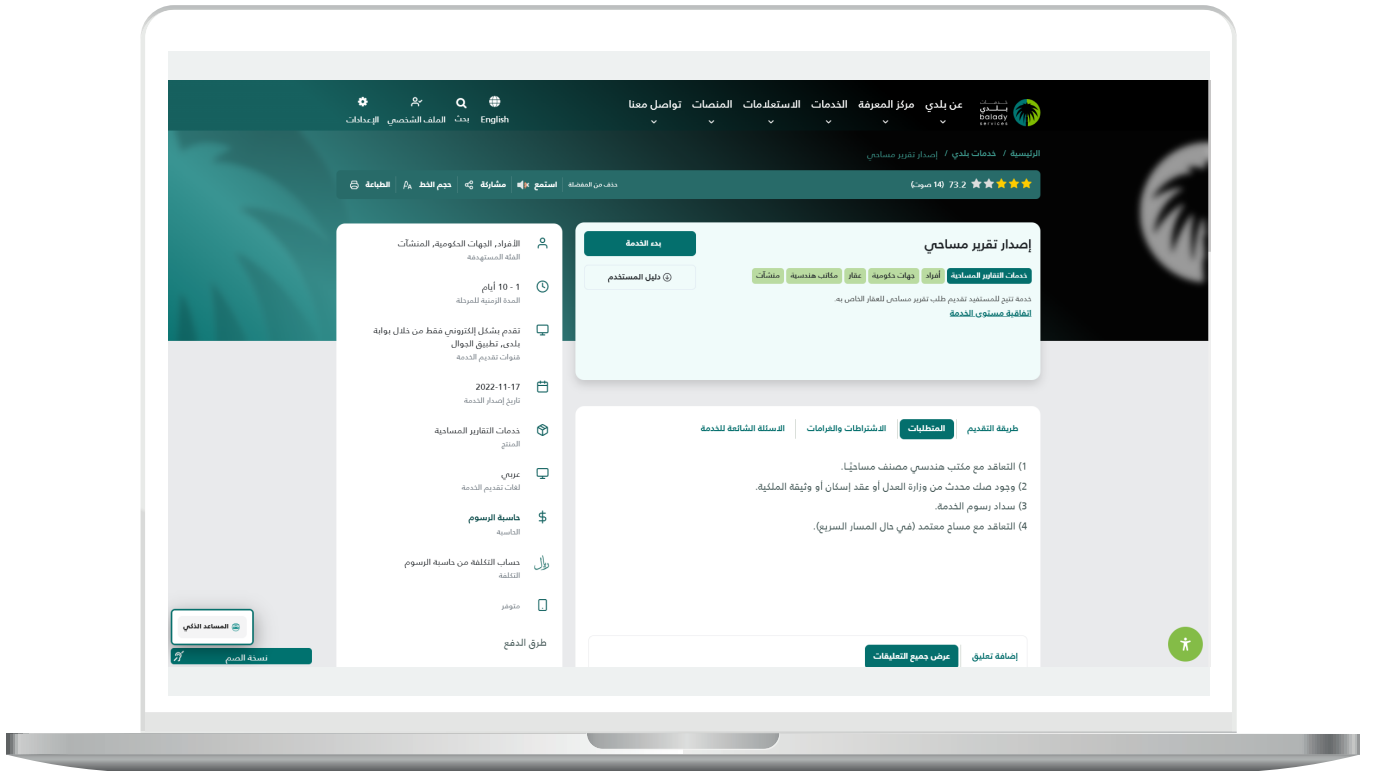 خدمات
بلدي
balady
services
عن بلدي
مركز المعرفة
الخدمات
الاستعلامات
المنصات
تواصل معنا
English
بحث
الملف الشخصي
الإعدادات
الرئيسية / خدمات بلدي / إصدار تقرير مساحي
73.2 (14 صوت)
حذف من المفضلة
استمع
مشاركة
حجم الخط
الطباعة
إصدار تقرير مساحي
بدء الخدمة
دليل المستخدم
خدمات التقارير المساحية
أفراد
جهات حكومية
عقار
مكاتب هندسية
منشآت
خدمة تتيح للمستفيد تقديم طلب تقرير مساحي للعقار الخاص به.
اتفاقية مستوى الخدمة
طريقة التقديم
المتطلبات
الاشتراطات والغرامات
الاسئلة الشائعة للخدمة
1) التعاقد مع مكتب هندسي مصنف مساحيًا.
2) وجود صك محدث من وزارة العدل أو عقد إسكان أو وثيقة الملكية.
3) سداد رسوم الخدمة.
4) التعاقد مع مساح معتمد (في حال المسار السريع).
إضافة تعليق
عرض جميع التعليقات
الأفراد, الجهات الحكومية, المنشآت
الفئة المستهدفة
1 - 10 أيام
المدة الزمنية للمرحلة
تقدم بشكل إلكتروني فقط من خلال بوابة
بلدي, تطبيق الجوال
قنوات تقديم الخدمة
2022-11-17
تاريخ إصدار الخدمة
خدمات التقارير المساحية
المنتج
عربي
لغات تقديم الخدمة
حاسبة الرسوم
الحاسبة
حساب التكلفة من حاسبة الرسوم
التكلفة
متوفر
طرق الدفع
المساعد الذكي
نسخة الصم